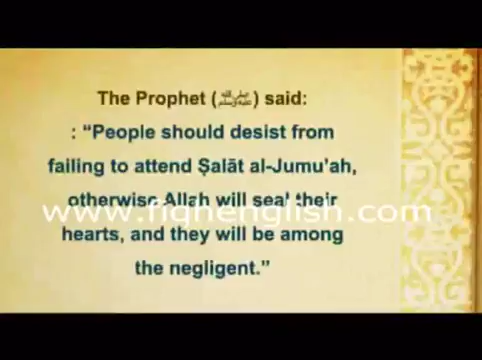 The Prophet (ﷺ) said:
: “People should desist from
failing to attend Ṣalāt al-Jumu’ah,
otherwise Allah will seal their
www.fiqhenglish.com
hearts, and they will be among
the negligent.”